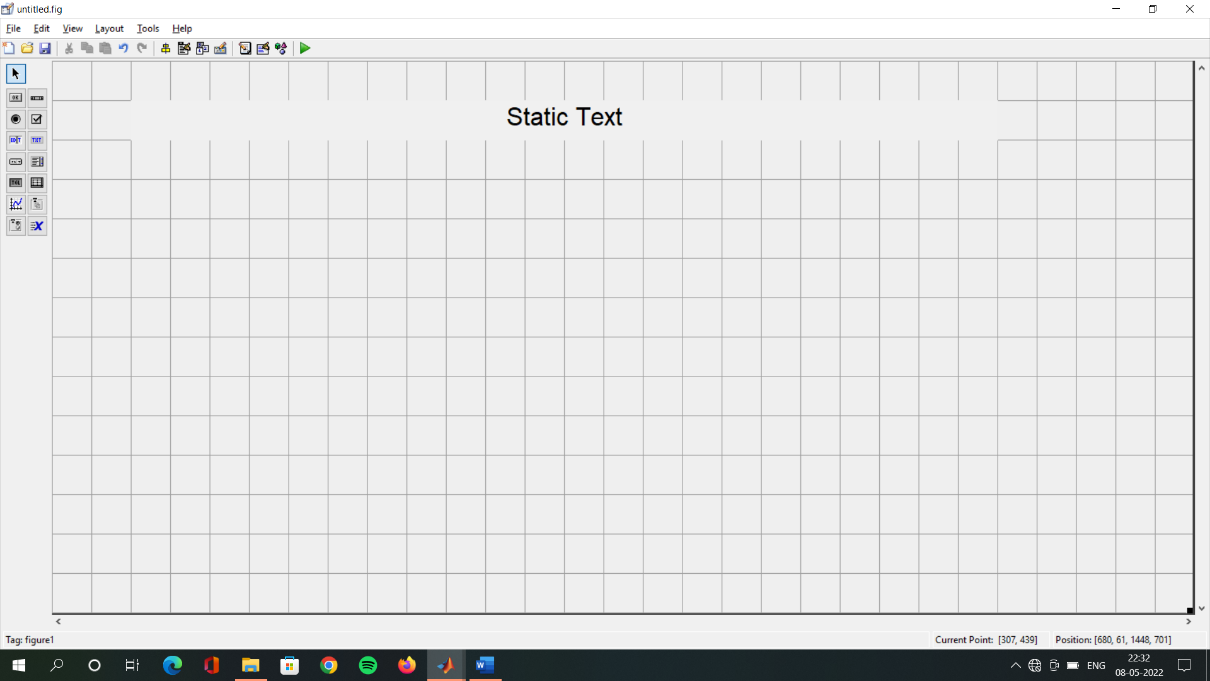 untitled.fig
File Edit View Layout Tools Help
Static Text
Tag: figure1 Current Point: [307, 439] Position: [680, 61, 1448, 701]
ENG 22:32
08-05-2022